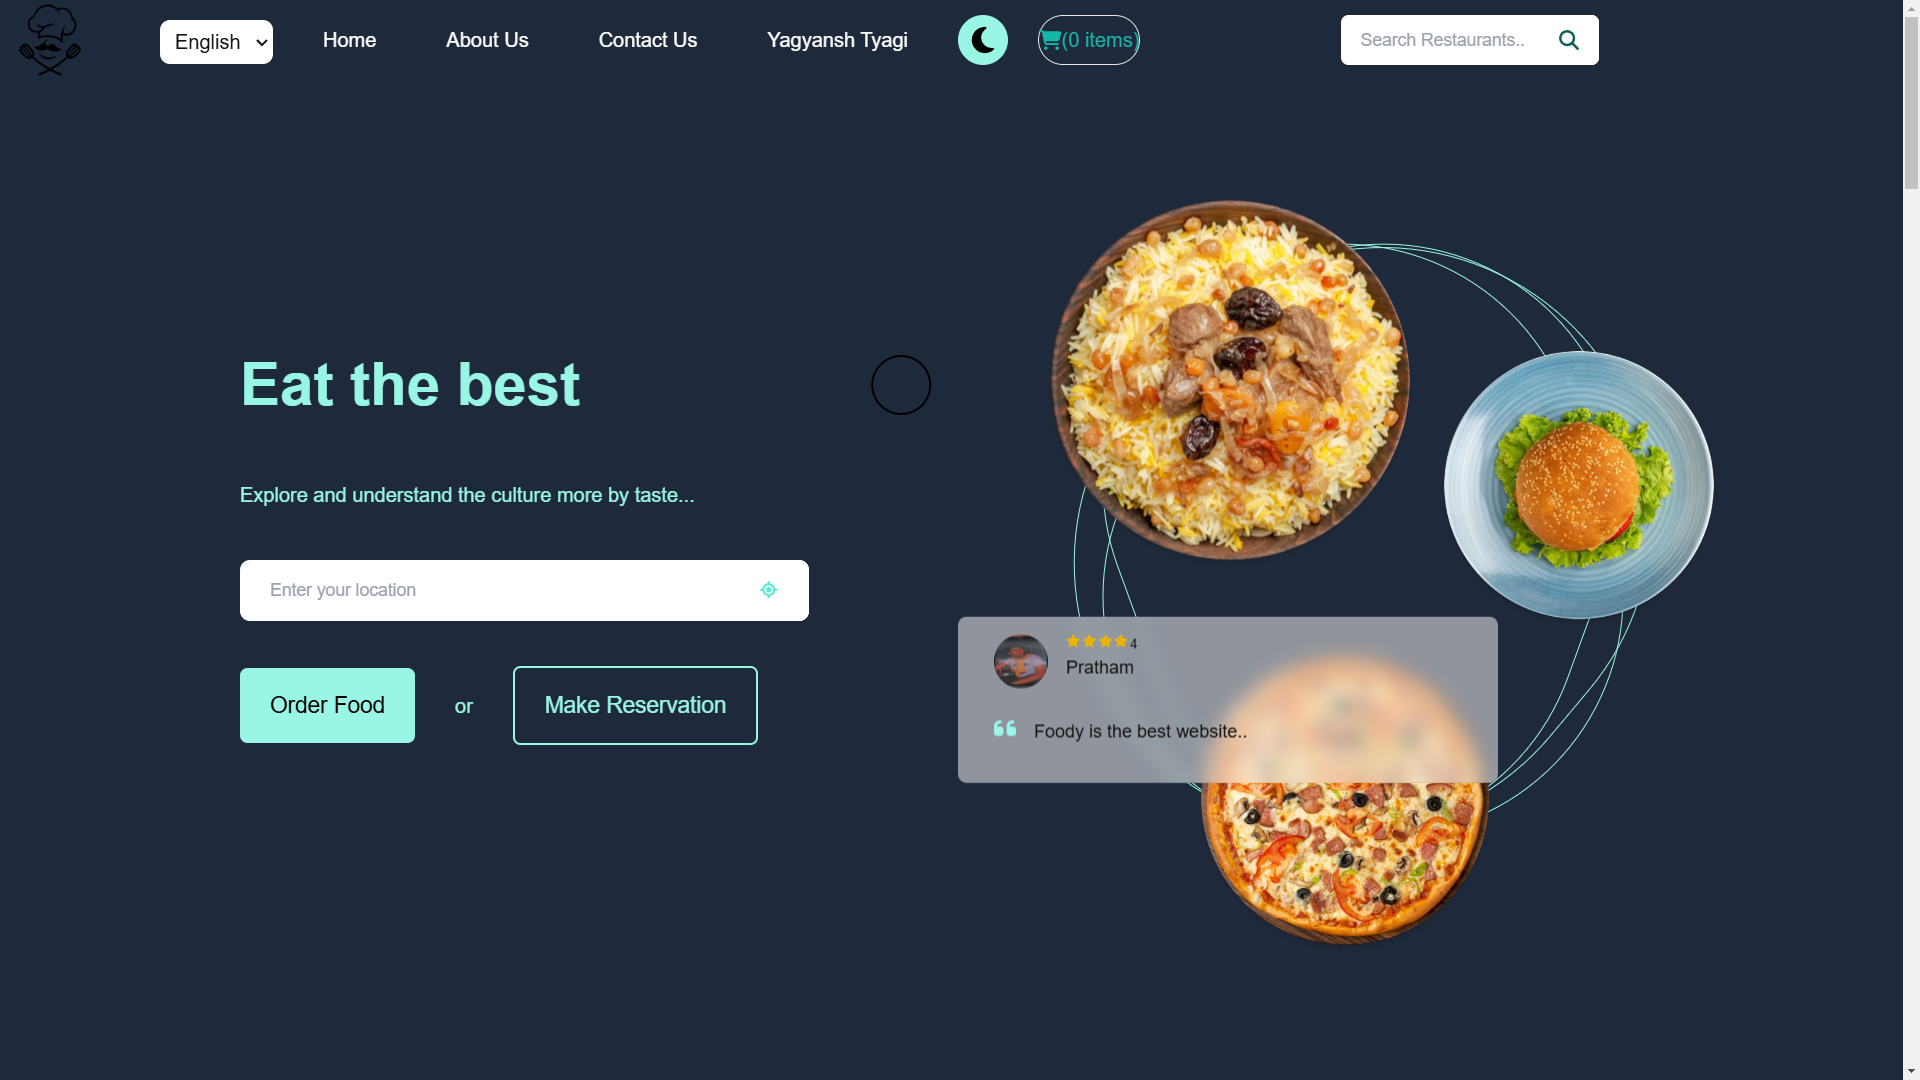 English
Home
About Us
Contact Us
Yagyansh Tyagi
(0 items)
Search Restaurants..
Eat the best
Explore and understand the culture more by taste...
Enter your location
Order Food
or
Make Reservation
4
Pratham
Foody is the best website..